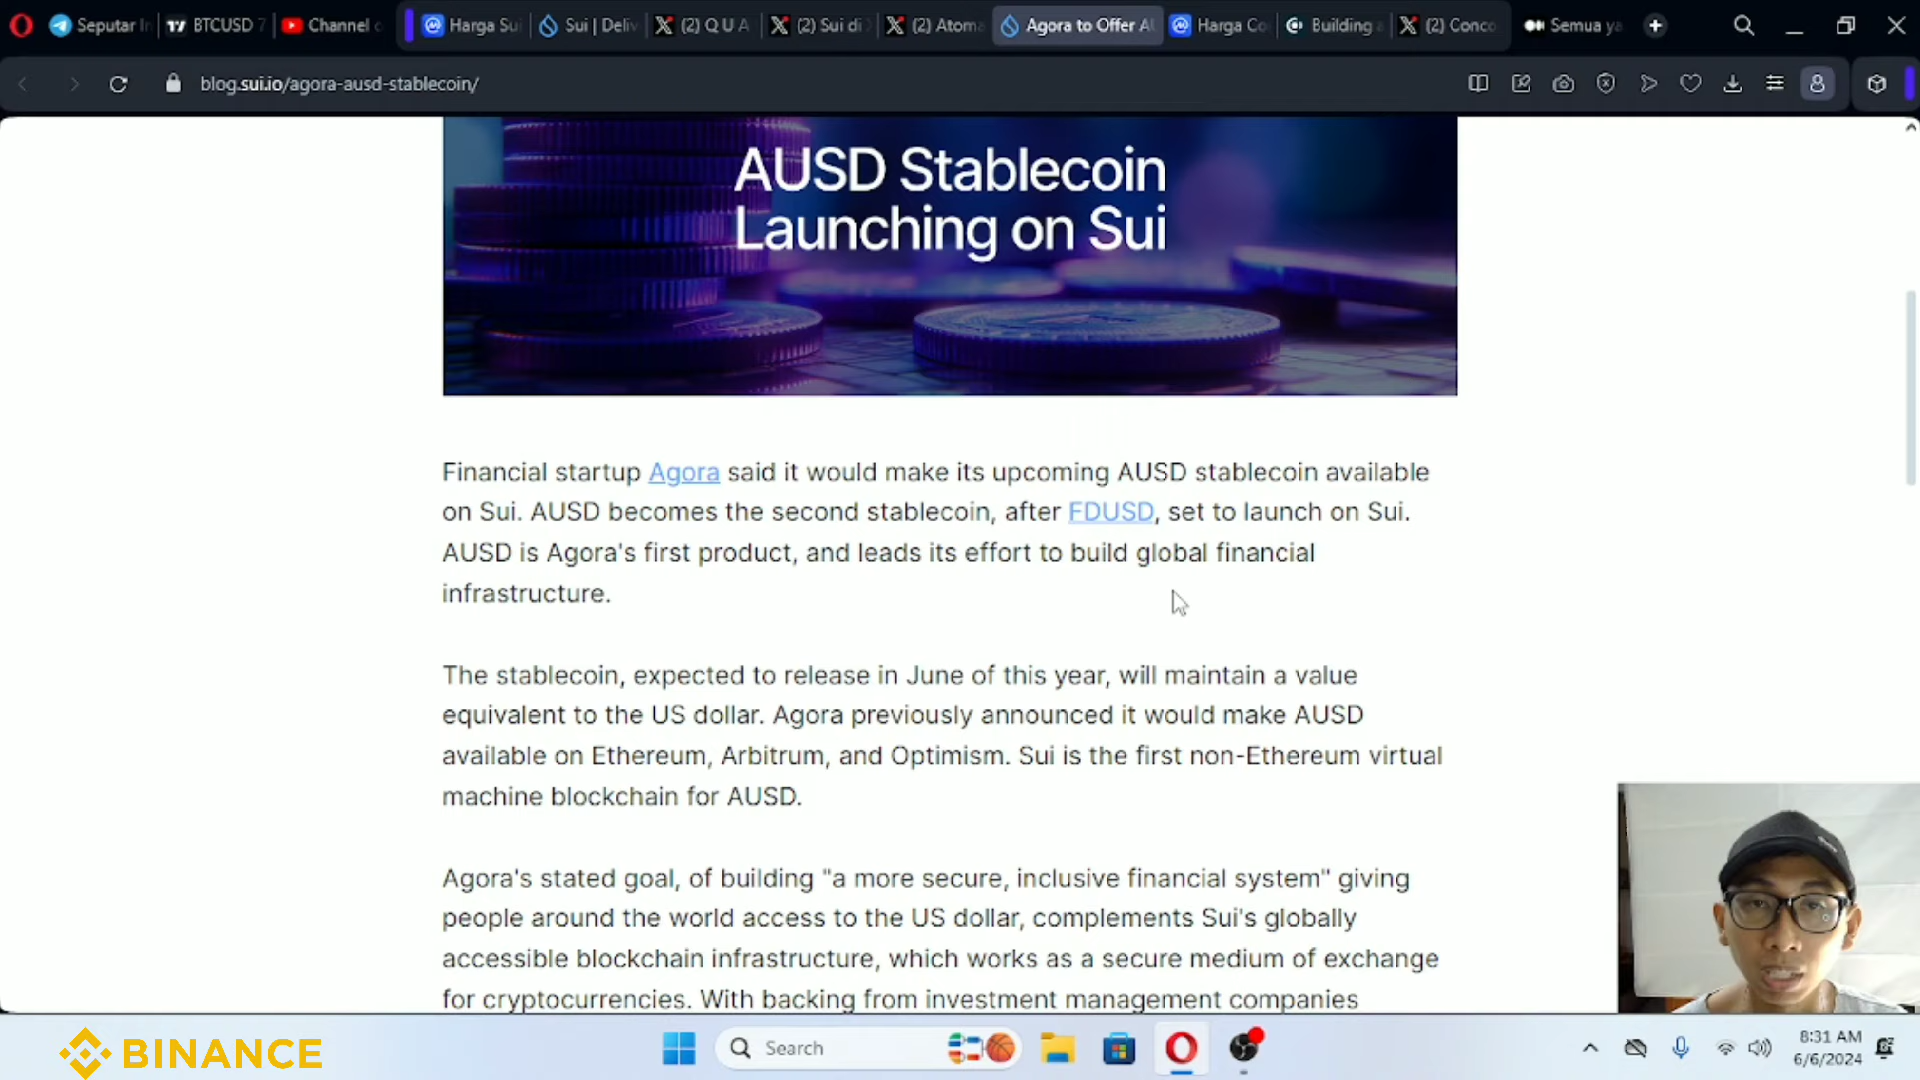 Seputar
BTCUSD 7
Channel
Harga Sui
Sui | Deliv
(2) Q U A
(2) Sui di
(2) Atoma
Agora to Offer AU
Harga Co
Building a
(2) Conco
Semua ya
blog.sui.io/agora-ausd-stablecoin/
AUSD Stablecoin
Launching on Sui
Financial startup Agora said it would make its upcoming AUSD stablecoin available
on Sui. AUSD becomes the second stablecoin, after FDUSD, set to launch on Sui.
AUSD is Agora's first product, and leads its effort to build global financial
infrastructure.
The stablecoin, expected to release in June of this year, will maintain a value
equivalent to the US dollar. Agora previously announced it would make AUSD
available on Ethereum, Arbitrum, and Optimism. Sui is the first non-Ethereum virtual
machine blockchain for AUSD.
Agora's stated goal, of building "a more secure, inclusive financial system" giving
people around the world access to the US dollar, complements Sui's globally
accessible blockchain infrastructure, which works as a secure medium of exchange
for cryptocurrencies. With backing from investment management companies
BINANCE
Search
8:31 AM
6/6/2024